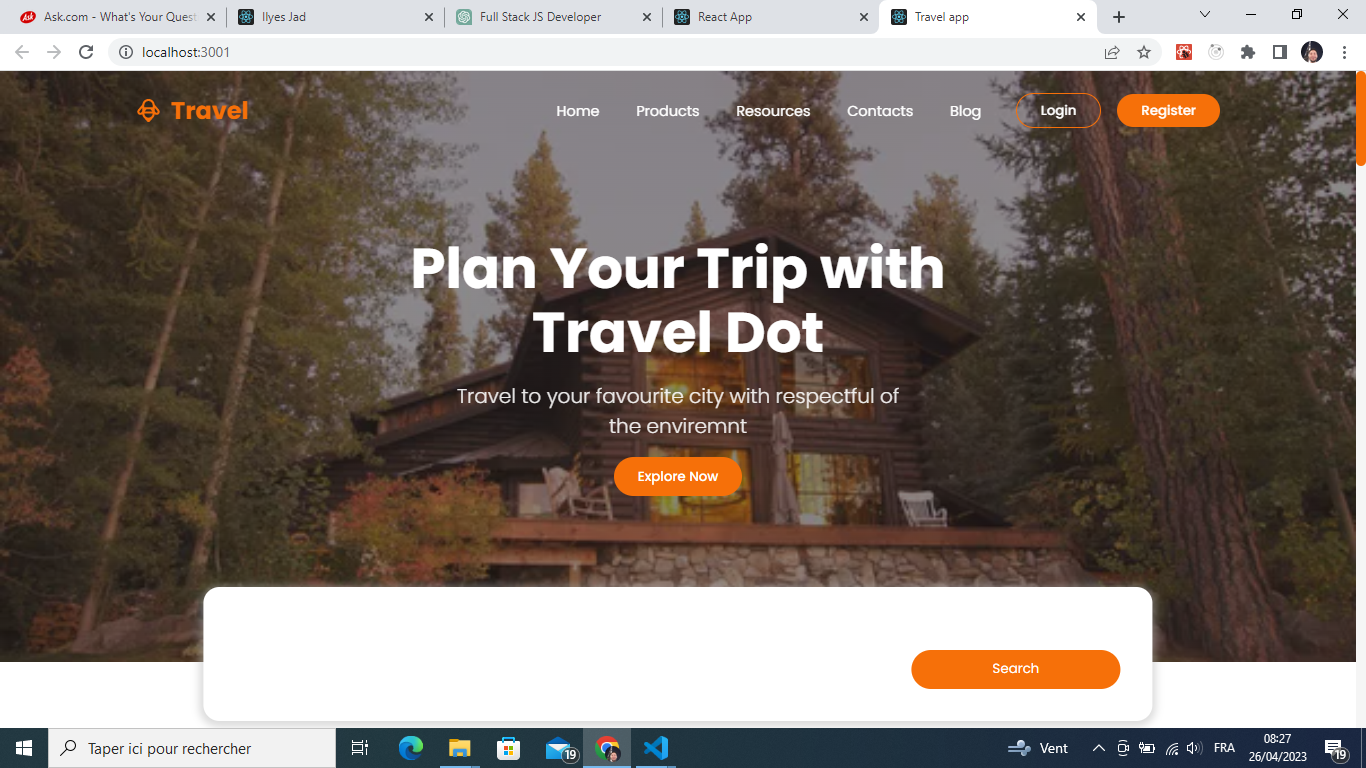 Ask.com - What's Your Quest
Ilyes Jad
Full Stack JS Developer
React App
Travel app
localhost:3001
Travel
Home
Products
Resources
Contacts
Blog
Login
Register
Plan Your Trip with
Travel Dot
Travel to your favourite city with respectful of
the enviremnt
Explore Now
Search
Taper ici pour rechercher
19
Vent
FRA
08:27
26/04/2023
19